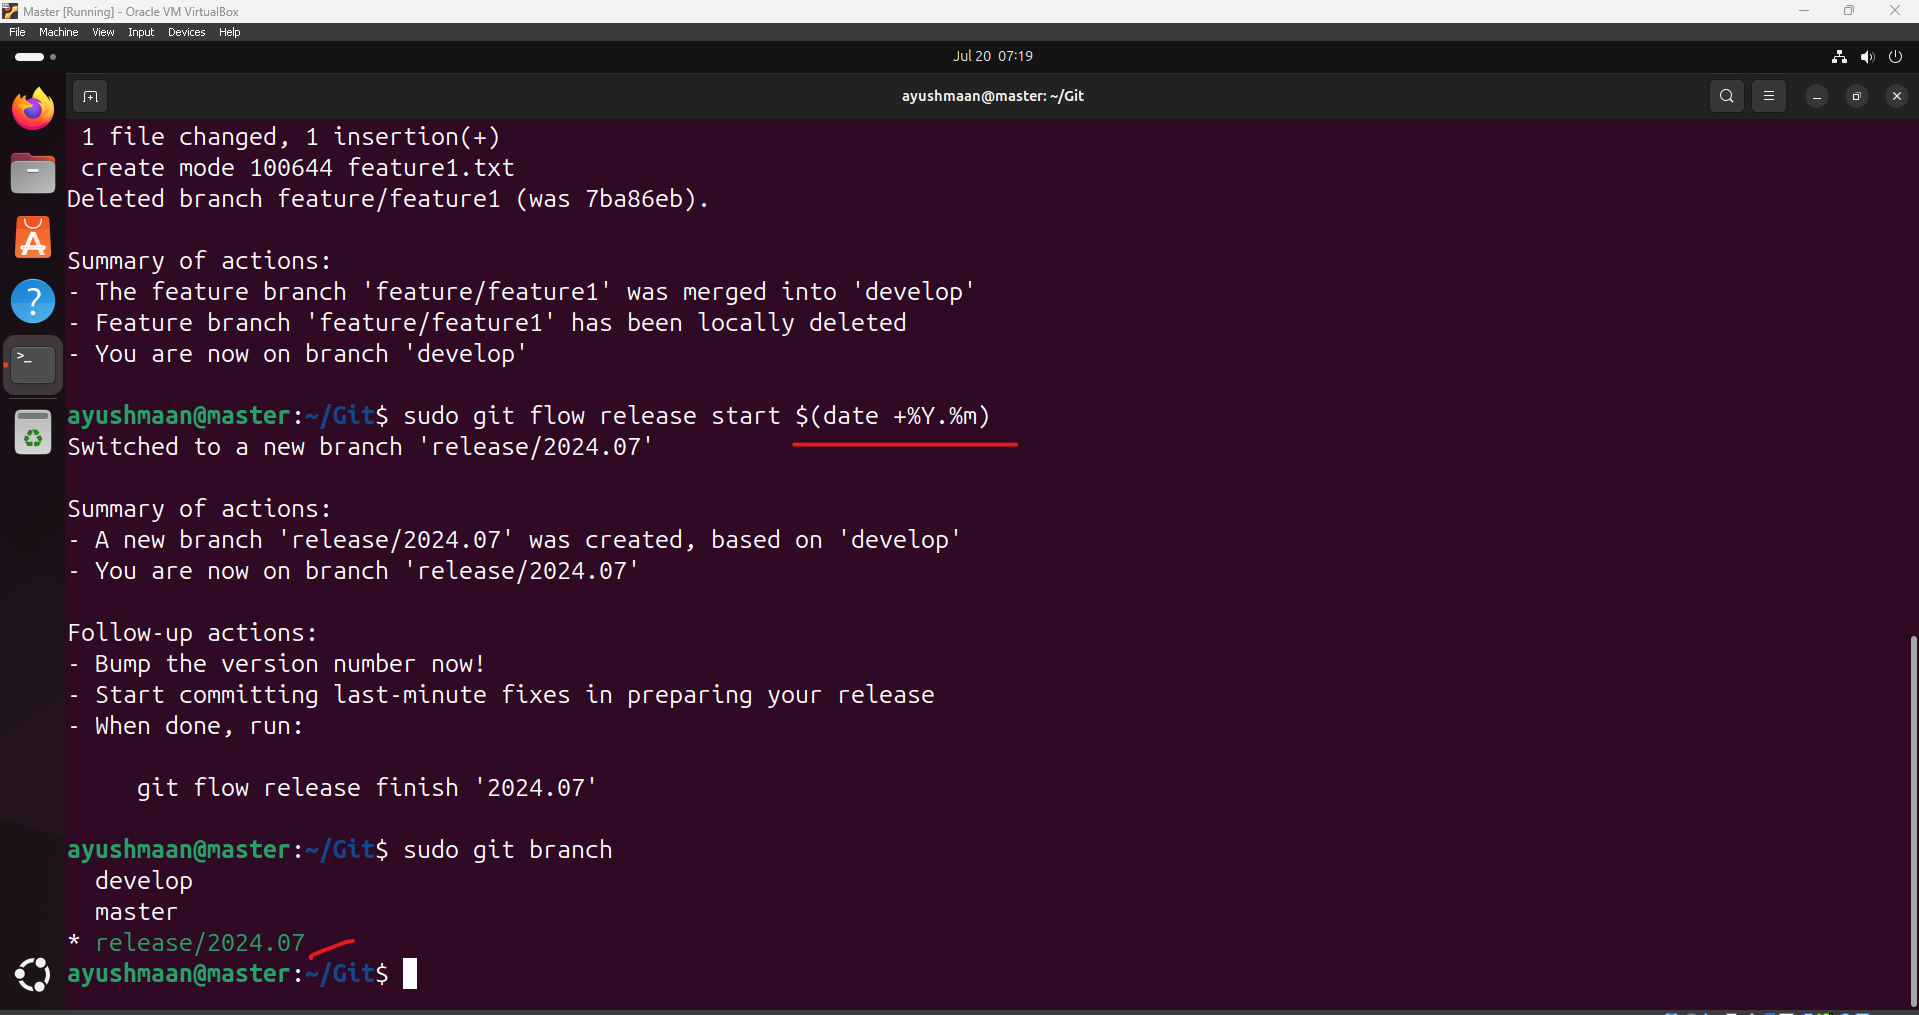 Master [Running] - Oracle VM VirtualBox
File Machine View Input Devices Help
Jul 20 07:19
ayushmaan@master: ~/Git
1 file changed, 1 insertion(+)
create mode 100644 feature1.txt
Deleted branch feature/feature1 (was 7ba86eb).
Summary of actions:
- The feature branch 'feature/feature1' was merged into 'develop'
- Feature branch 'feature/feature1' has been locally deleted
- You are now on branch 'develop'
ayushmaan@master:~/Git$ sudo git flow release start $(date +%Y.%m)
Switched to a new branch 'release/2024.07'
Summary of actions:
- A new branch 'release/2024.07' was created, based on 'develop'
- You are now on branch 'release/2024.07'
Follow-up actions:
- Bump the version number now!
- Start committing last-minute fixes in preparing your release
- When done, run:
git flow release finish '2024.07'
ayushmaan@master:~/Git$ sudo git branch
develop
master
* release/2024.07
ayushmaan@master:~/Git$